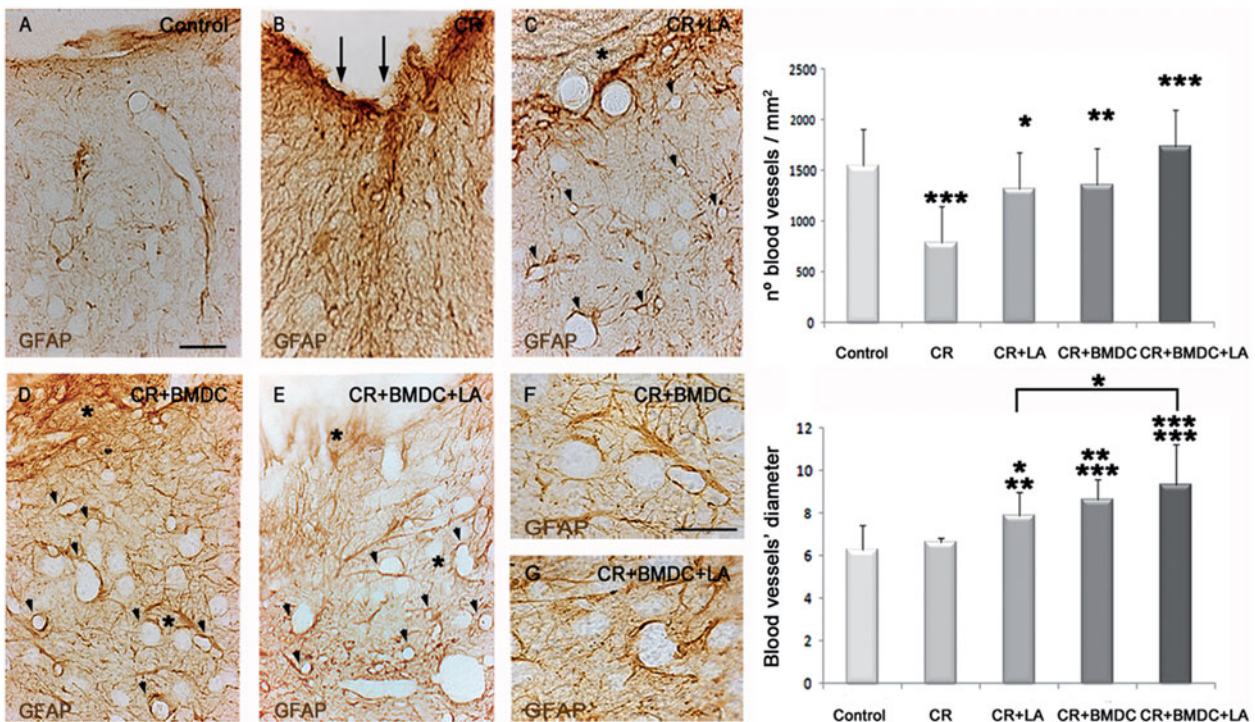 A Control
GFAP
B CR
GFAP
C CR+LA
*
GFAP
D CR+BMDC
*
*
GFAP
E CR+BMDC+LA
*
*
GFAP
F CR+BMDC
GFAP
G CR+BMDC+LA
GFAP
nº blood vessels / mm²
2500
2000
1500
1000
500
0
***
*
**
***
Control CR CR+LA CR+BMDC CR+BMDC+LA
Blood vessels' diameter
12
10
8
6
4
2
0
*
*
**
**
***
***
***
Control CR CR+LA CR+BMDC CR+BMDC+LA